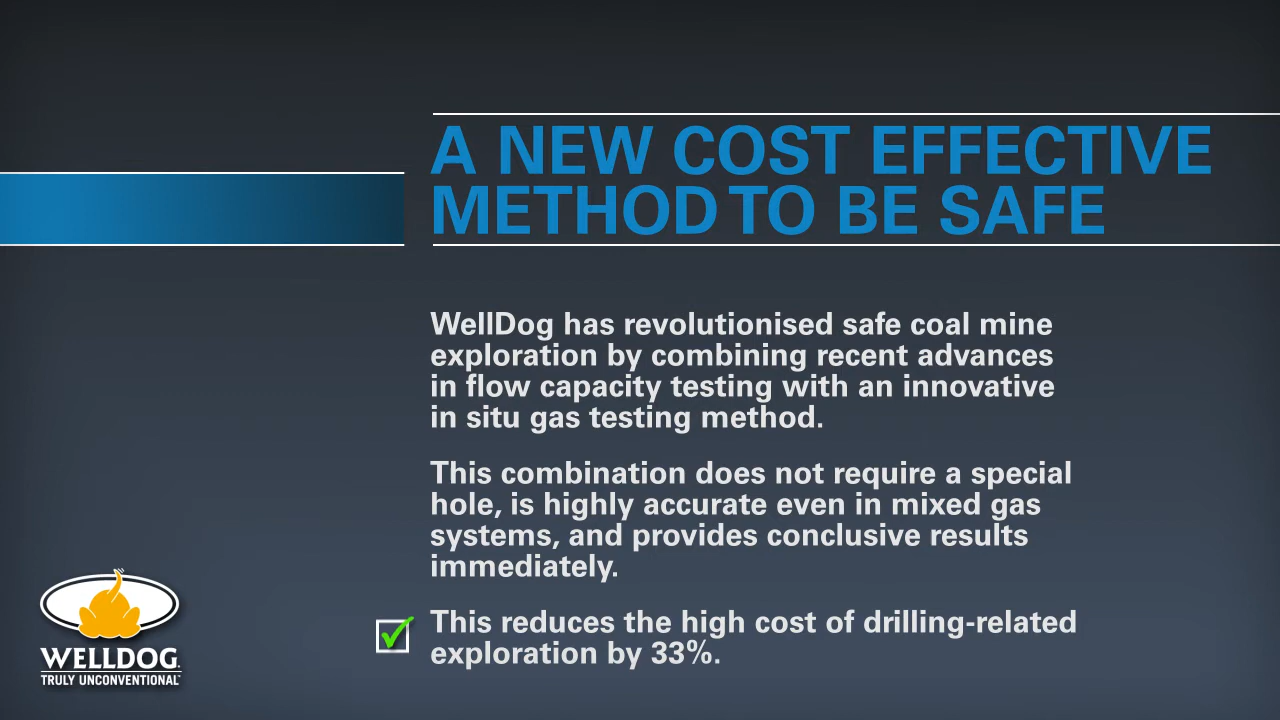 A NEW COST EFFECTIVE
METHOD TO BE SAFE
WellDog has revolutionised safe coal mine
exploration by combining recent advances
in flow capacity testing with an innovative
in situ gas testing method.
This combination does not require a special
hole, is highly accurate even in mixed gas
systems, and provides conclusive results
immediately.
This reduces the high cost of drilling-related
exploration by 33%.
WELLDOG
TRULY UNCONVENTIONAL